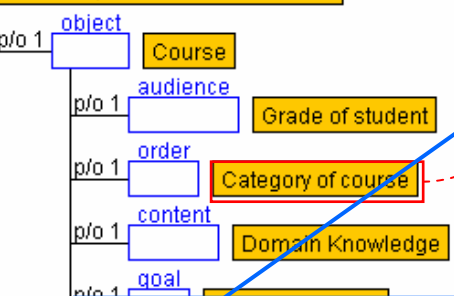 object
p/o 1
Course
audience
p/o 1
Grade of student
order
p/o 1
Category of course
content
p/o 1
Domain Knowledge
goal
p/o 1